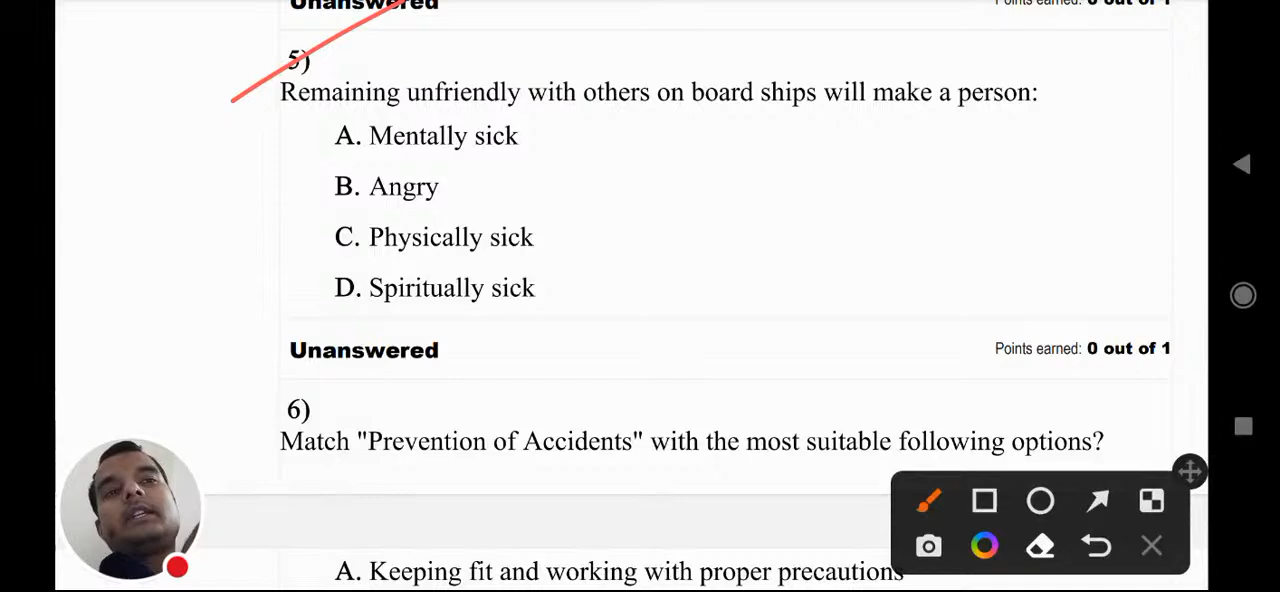 Unanswered
Points earned: 0 out of 1
5)
Remaining unfriendly with others on board ships will make a person:
A. Mentally sick
B. Angry
C. Physically sick
D. Spiritually sick
Unanswered
Points earned: 0 out of 1
6)
Match "Prevention of Accidents" with the most suitable following options?
A. Keeping fit and working with proper precautions